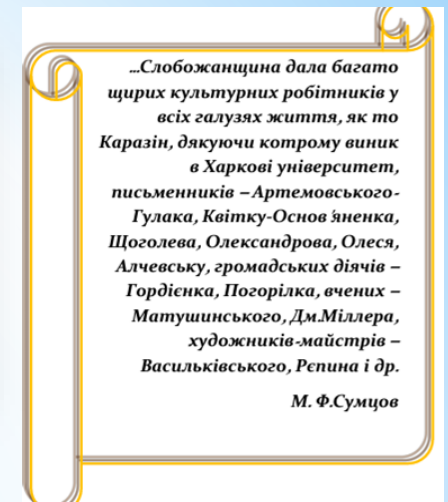 ...Слобожанщина дала багато
щирих культурних робітників у
всіх галузях життя, як то
Каразін, дякуючи котрому виник
в Харкові університет,
письменників – Артемовського-
Гулака, Квітку-Основ'яненка,
Щоголева, Олександрова, Олеся,
Алчевську, громадських діячів –
Гордієнка, Погорілка, вчених –
Матушинського, Дм.Міллера,
художників-майстрів –
Васильківського, Рєпина і др.
М. Ф.Сумцов